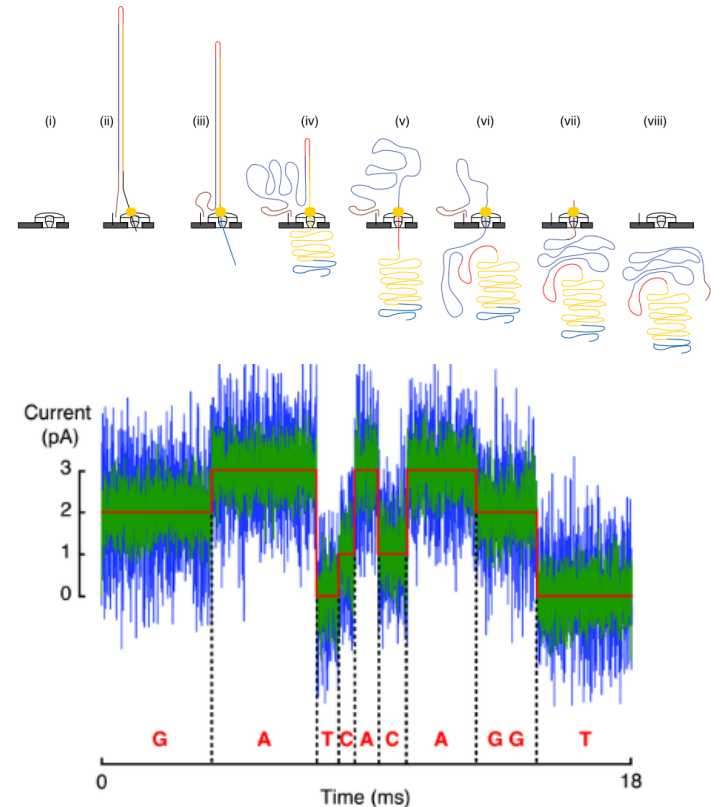 (i) (ii) (iii) (iv) (v) (vi) (vii) (viii)
Current
(pA)
3
2
1
0
G A T C A C A G G T
0 18
Time (ms)